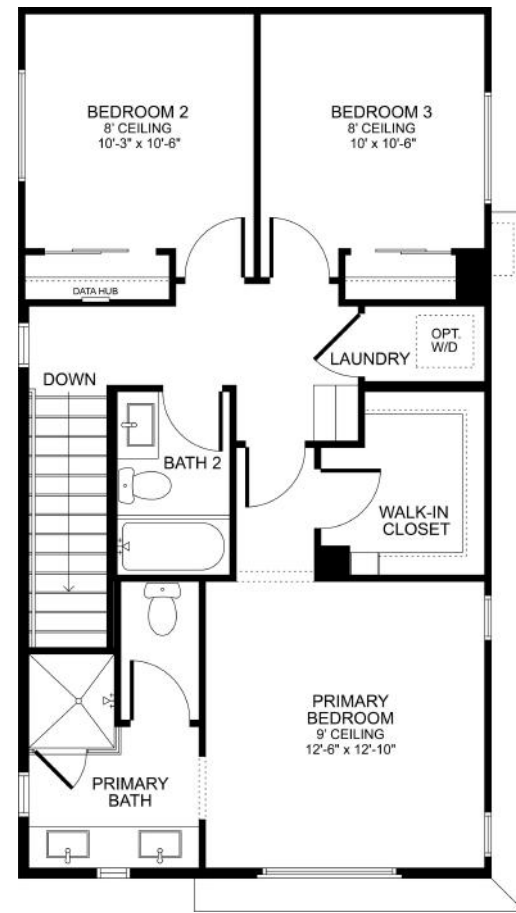 BEDROOM 2
8' CEILING
10'-3" x 10'-6"
BEDROOM 3
8' CEILING
10' x 10'-6"
DATA HUB
OPT.
W/D
LAUNDRY
DOWN
BATH 2
WALK-IN
CLOSET
PRIMARY
BEDROOM
9' CEILING
12'-6" x 12'-10"
PRIMARY
BATH